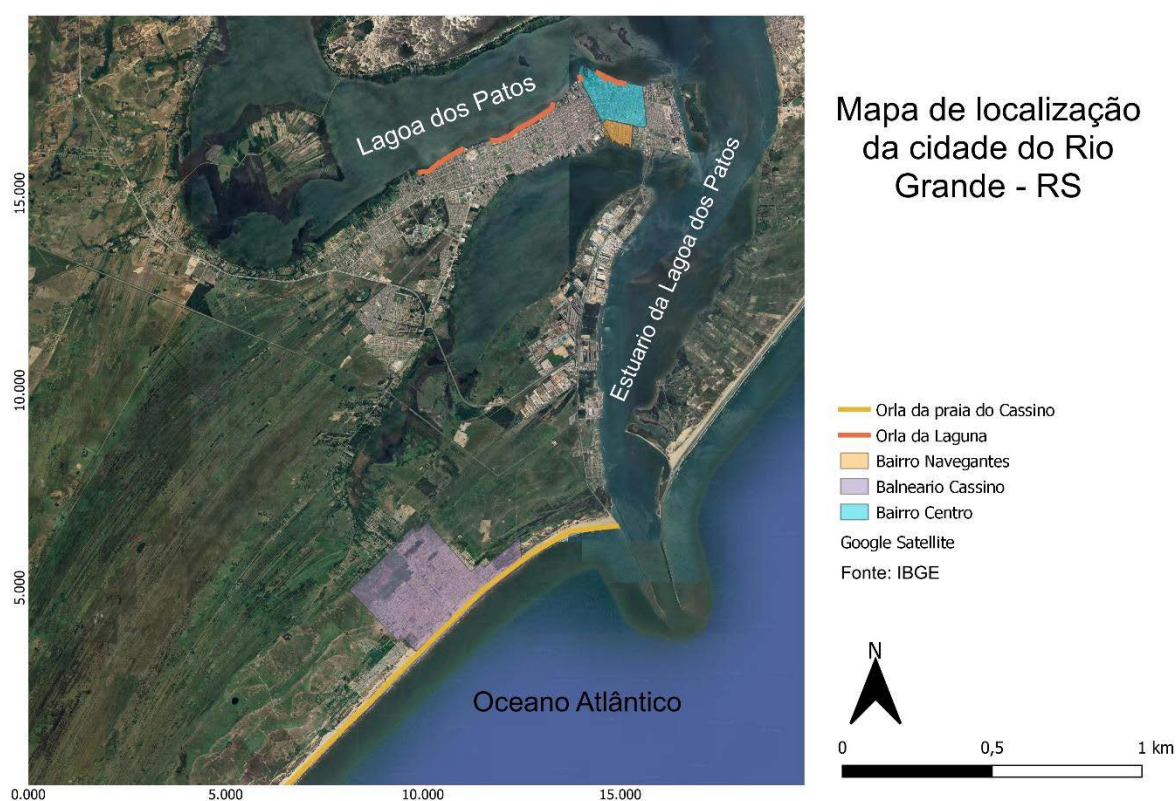 Mapa de localização
da cidade do Rio
Grande - RS
Lagoa dos Patos
Estuario da Lagoa dos Patos
Oceano Atlântico
15.000
10.000
5.000
0.000
5.000
10.000
15.000
Orla da praia do Cassino
Orla da Laguna
Bairro Navegantes
Balneario Cassino
Bairro Centro
Google Satellite
Fonte: IBGE
N
0 0,5 1 km